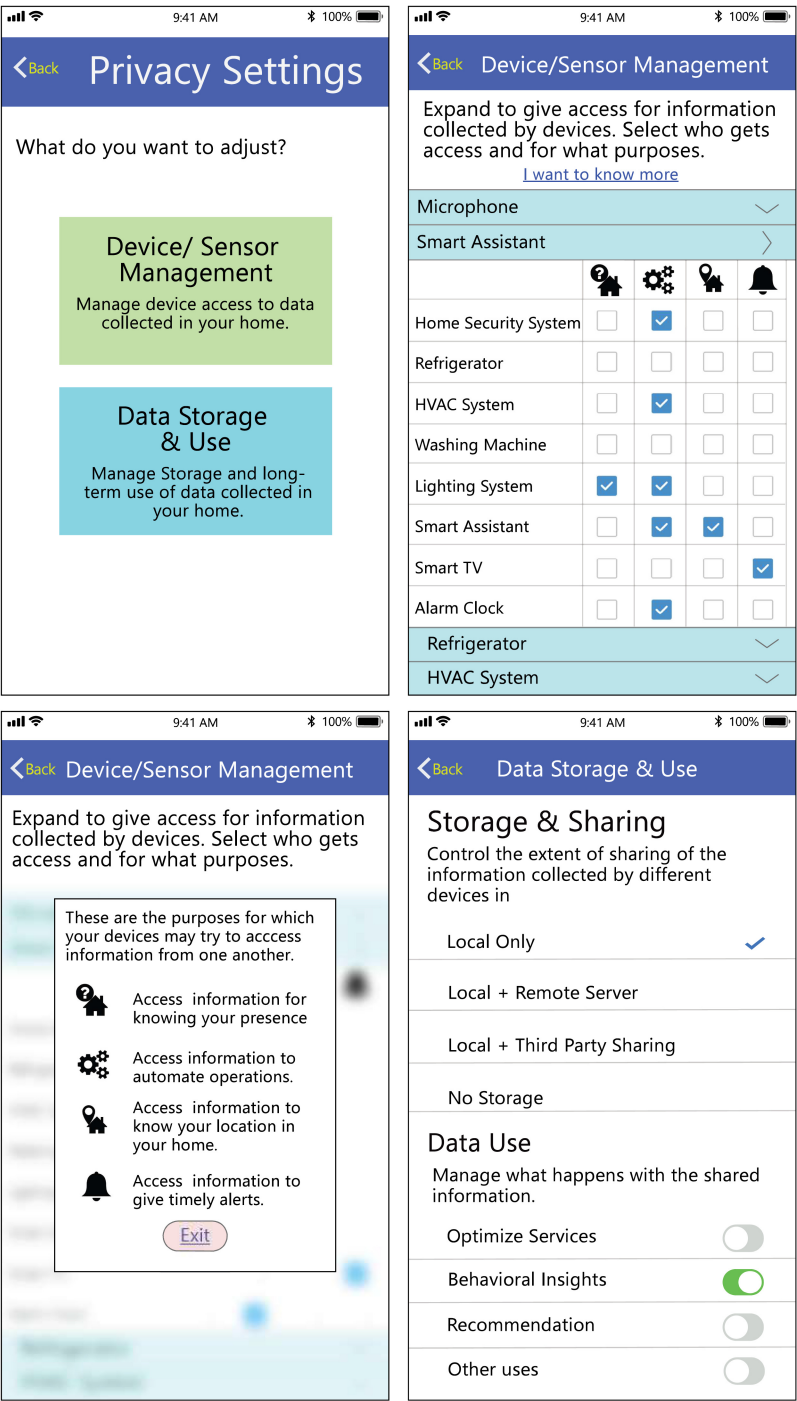 9:41 AM
100%
Back
Privacy Settings
What do you want to adjust?
Device/ Sensor
Management
Manage device access to data
collected in your home.
Data Storage
& Use
Manage Storage and long-
term use of data collected in
your home.
9:41 AM
100%
Back
Device/Sensor Management
Expand to give access for information
collected by devices. Select who gets
access and for what purposes.
I want to know more
Microphone
Smart Assistant
Home Security System
Refrigerator
HVAC System
Washing Machine
Lighting System
Smart Assistant
Smart TV
Alarm Clock
Refrigerator
HVAC System
9:41 AM
100%
Back
Device/Sensor Management
Expand to give access for information
collected by devices. Select who gets
access and for what purposes.
These are the purposes for which
your devices may try to acccess
information from one another.
Access information for
knowing your presence
Access information to
automate operations.
Access information to
know your location in
your home.
Access information to
give timely alerts.
Exit
9:41 AM
100%
Back
Data Storage & Use
Storage & Sharing
Control the extent of sharing of the
information collected by different
devices in
Local Only
Local + Remote Server
Local + Third Party Sharing
No Storage
Data Use
Manage what happens with the shared
information.
Optimize Services
Behavioral Insights
Recommendation
Other uses